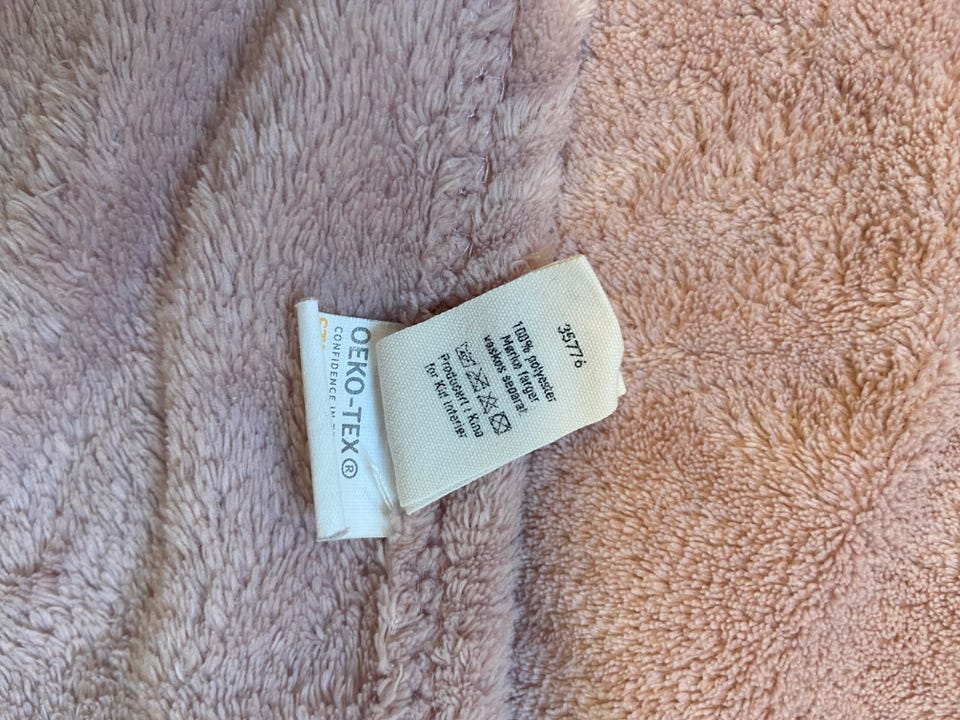 35776
100% polyester
Mørke farger
vaskes separat
Produsert i Kina
for Kid Interiør
OEKO-TEX®
CONFIDENCE IN